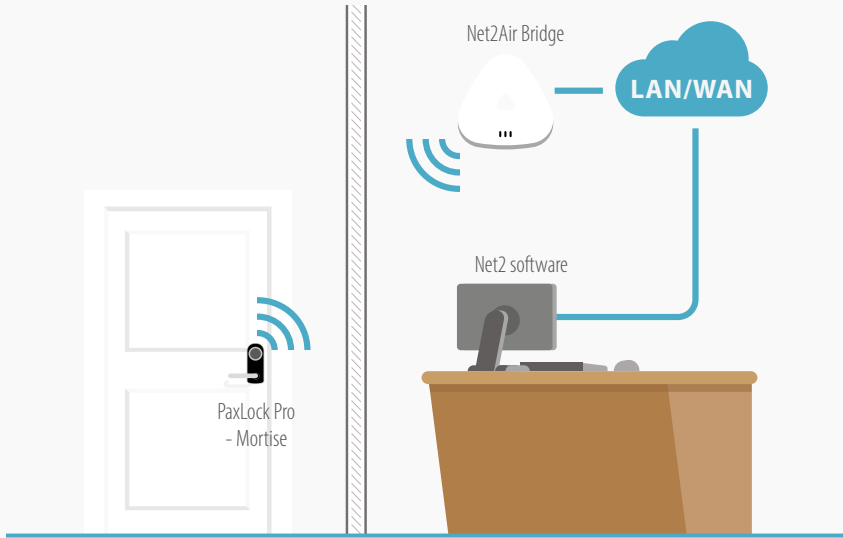 Net2Air Bridge
LAN/WAN
Net2 software
PaxLock Pro
- Mortise